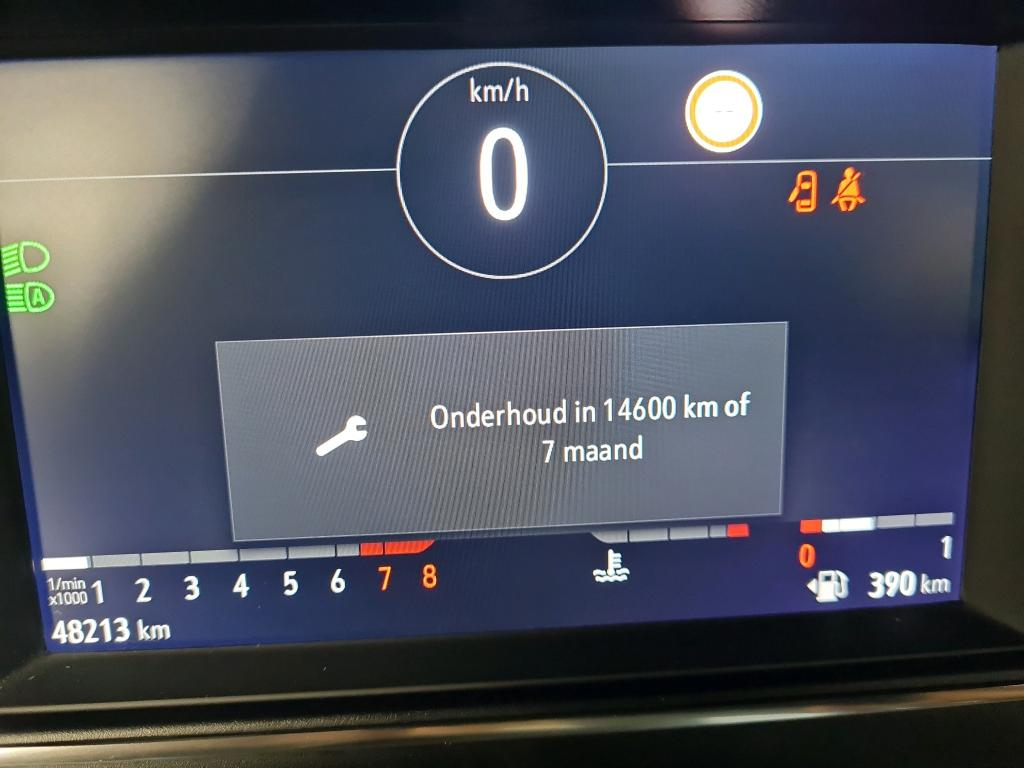 km/h
0
--
A
Onderhoud in 14600 km of
7 maand
1/min
x1000
1 2 3 4 5 6 7 8
0 1
390 km
48213 km